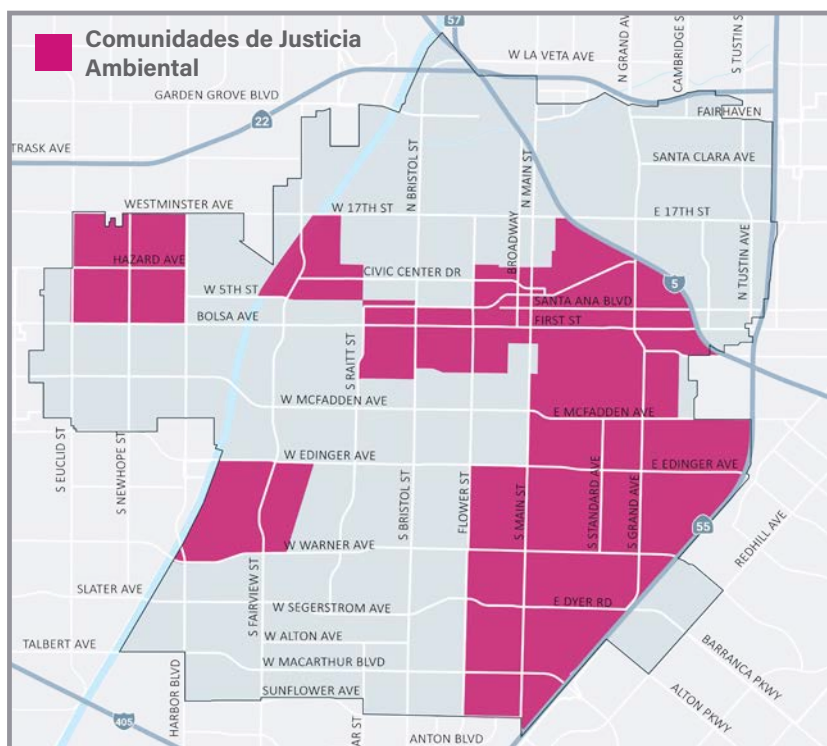 Comunidades de Justicia
Ambiental
57
W LA VETA AVE
N GRAND AV
CAMBRIDGE S
S TUSTIN S
GARDEN GROVE BLVD
22
TRASK AVE
FAIRHAVEN
SANTA CLARA AVE
N BRISTOL ST
N MAIN ST
BROADWAY
WESTMINSTER AVE
W 17TH ST
E 17TH ST
N TUSTIN AVE
HAZARD AVE
CIVIC CENTER DR
5
W 5TH ST
SANTA ANA BLVD
BOLSA AVE
FIRST ST
S RAITT ST
W MCFADDEN AVE
E MCFADDEN AVE
S EUCLID ST
S NEWHOPE ST
W EDINGER AVE
E EDINGER AVE
S BRISTOL ST
FLOWER ST
S MAIN ST
S STANDARD AVE
S GRAND AVE
55
REDHILL AVE
W WARNER AVE
SLATER AVE
S FAIRVIEW ST
W SEGERSTROM AVE
E DYER RD
W ALTON AVE
TALBERT AVE
W MACARTHUR BLVD
BARRANCA PKWY
SUNFLOWER AVE
HARBOR BLVD
ALTON PKWY
405
AR ST
ANTON BLVD